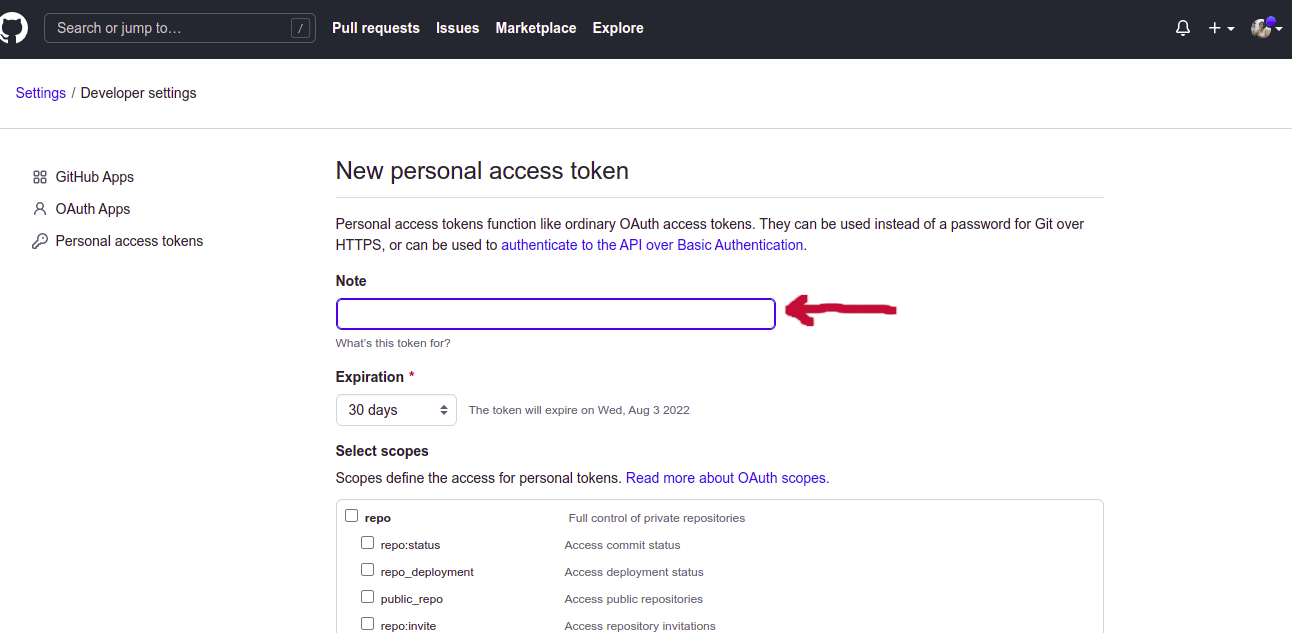 Search or jump to… /
Pull requests Issues Marketplace Explore
Settings / Developer settings
GitHub Apps
OAuth Apps
Personal access tokens
New personal access token
Personal access tokens function like ordinary OAuth access tokens. They can be used instead of a password for Git over
HTTPS, or can be used to authenticate to the API over Basic Authentication.
Note
What's this token for?
Expiration *
30 days The token will expire on Wed, Aug 3 2022
Select scopes
Scopes define the access for personal tokens. Read more about OAuth scopes.
repo Full control of private repositories
repo:status Access commit status
repo_deployment Access deployment status
public_repo Access public repositories
repo:invite Access repository invitations